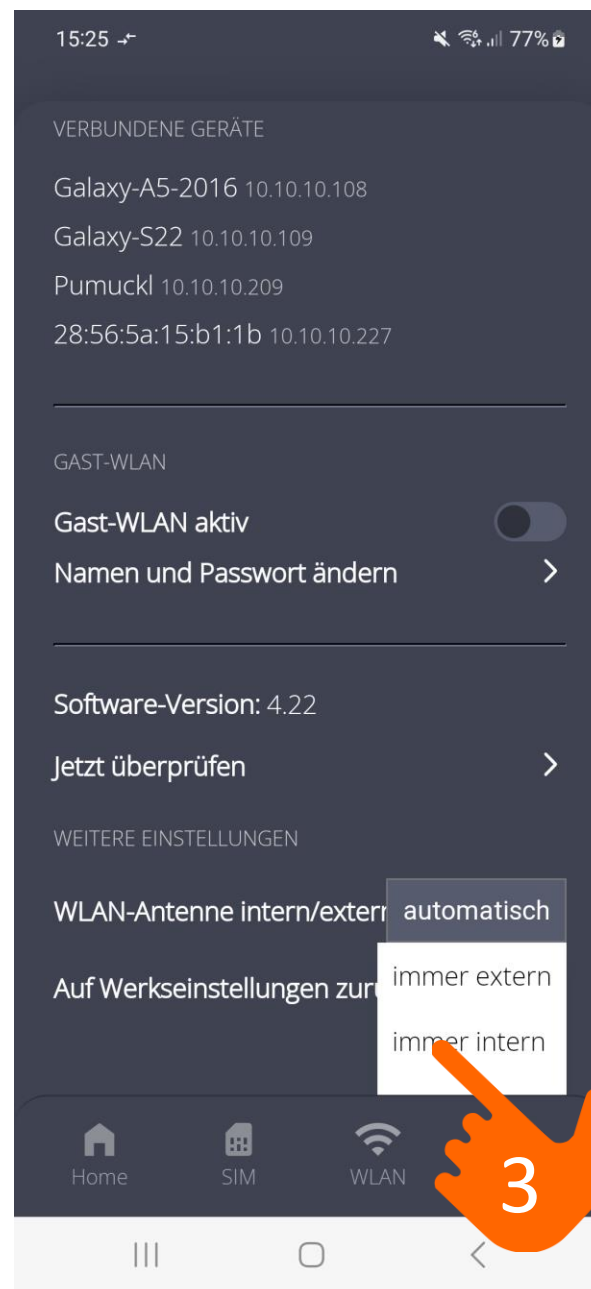 15:25
77%
VERBUNDENE GERÄTE
Galaxy-A5-2016 10.10.10.108
Galaxy-S22 10.10.10.109
Pumuckl 10.10.10.209
28:56:5a:15:b1:1b 10.10.10.227
GAST-WLAN
Gast-WLAN aktiv
Namen und Passwort ändern
Software-Version: 4.22
Jetzt überprüfen
WEITERE EINSTELLUNGEN
WLAN-Antenne intern/extern automatisch
immer extern
Auf Werkseinstellungen zurü
immer intern
Home SIM WLAN
3